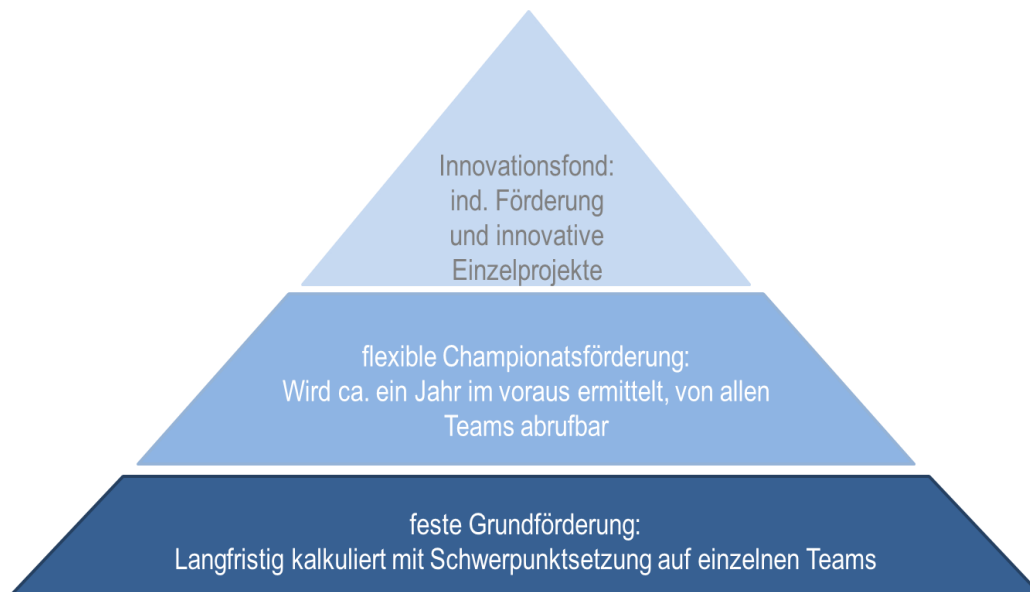 Innovationsfond:
ind. Förderung
und innovative
Einzelprojekte
flexible Championatsförderung:
Wird ca. ein Jahr im voraus ermittelt, von allen
Teams abrufbar
feste Grundförderung:
Langfristig kalkuliert mit Schwerpunktsetzung auf einzelnen Teams